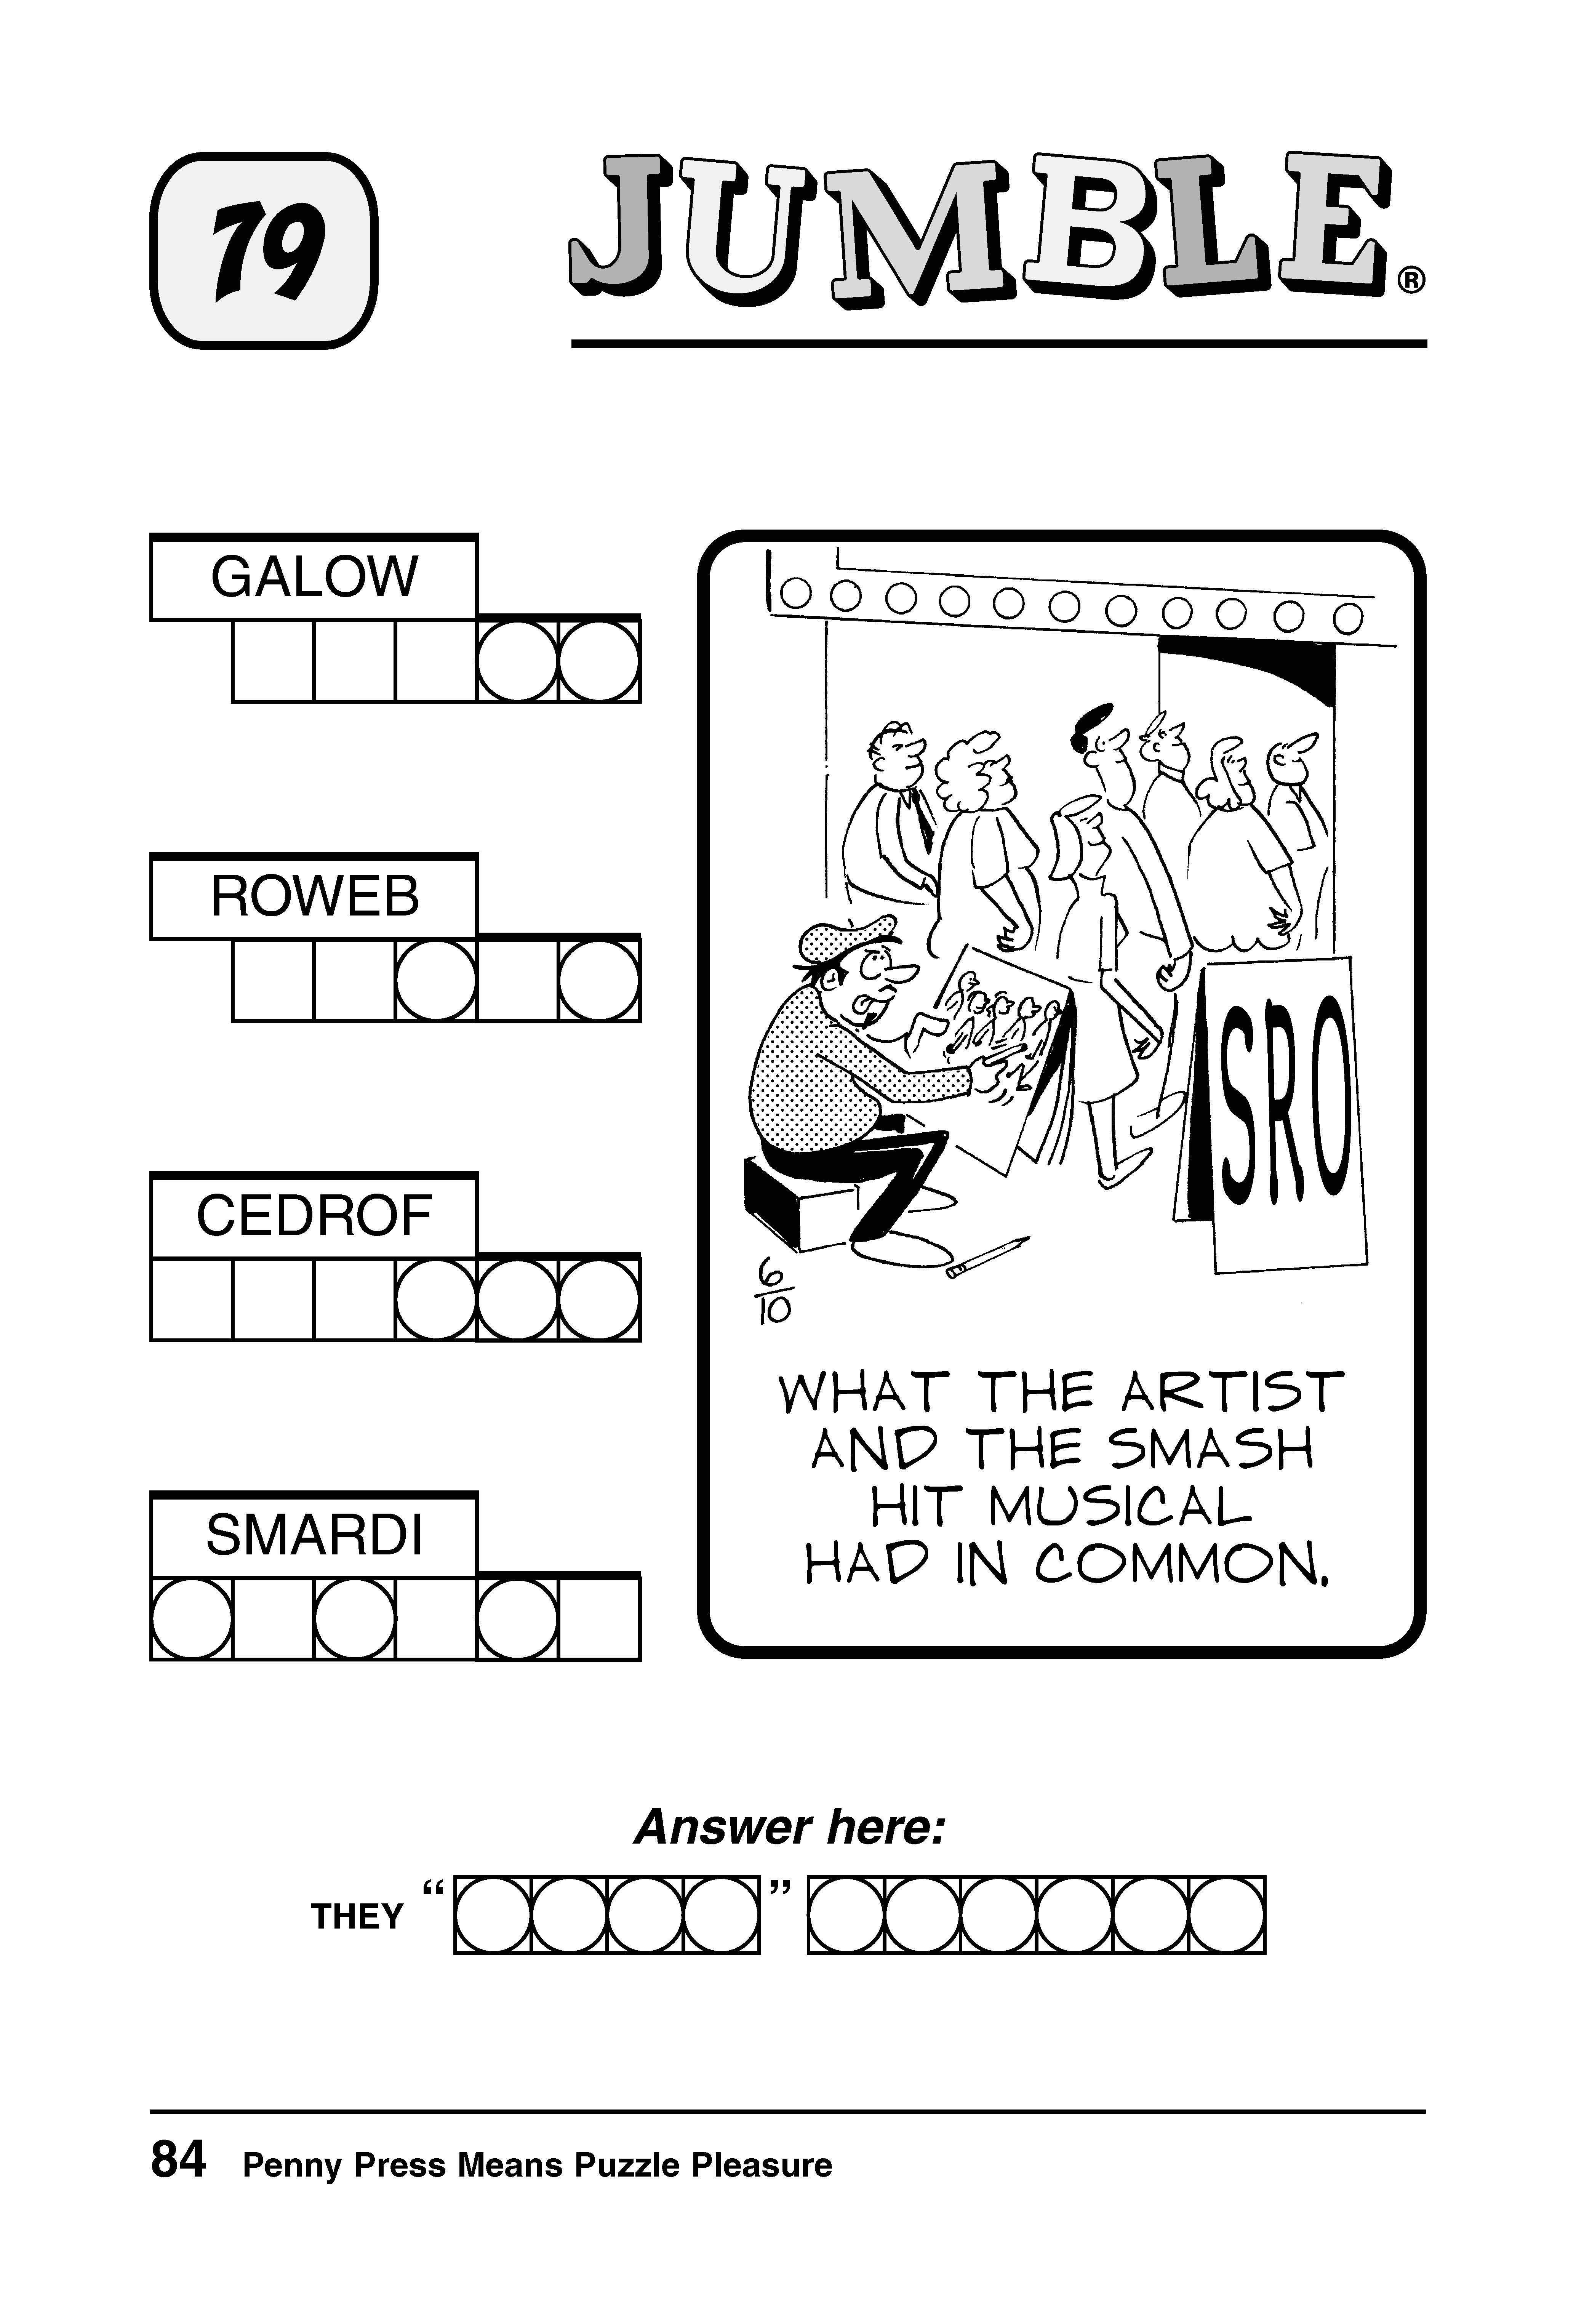 79
JUMBLE®
GALOW
ROWEB
CEDROF
SMARDI
SRO
6/10
WHAT THE ARTIST
AND THE SMASH
HIT MUSICAL
HAD IN COMMON.
Answer here:
THEY “ ”
84 Penny Press Means Puzzle Pleasure